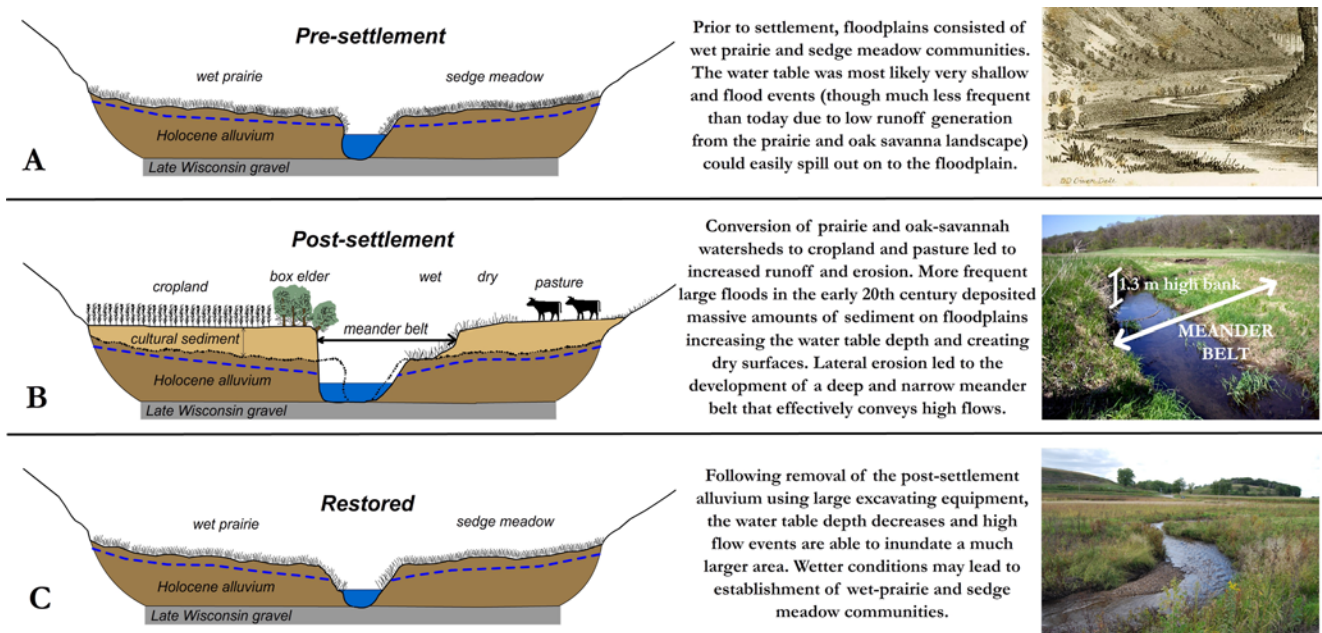 Pre-settlement
wet prairie
sedge meadow
Holocene alluvium
Late Wisconsin gravel
A
Prior to settlement, floodplains consisted of
wet prairie and sedge meadow communities.
The water table was most likely very shallow
and flood events (though much less frequent
than today due to low runoff generation
from the prairie and oak savanna landscape)
could easily spill out on to the floodplain.
Post-settlement
cropland
box elder
wet
dry
pasture
meander belt
cultural sediment
Holocene alluvium
Late Wisconsin gravel
B
Conversion of prairie and oak-savannah
watersheds to cropland and pasture led to
increased runoff and erosion. More frequent
large floods in the early 20th century deposited
massive amounts of sediment on floodplains
increasing the water table depth and creating
dry surfaces. Lateral erosion led to the
development of a deep and narrow meander
belt that effectively conveys high flows.
1.3 m high bank
MEANDER
BELT
Restored
wet prairie
sedge meadow
Holocene alluvium
Late Wisconsin gravel
C
Following removal of the post-settlement
alluvium using large excavating equipment,
the water table depth decreases and high
flow events are able to inundate a much
larger area. Wetter conditions may lead to
establishment of wet-prairie and sedge
meadow communities.